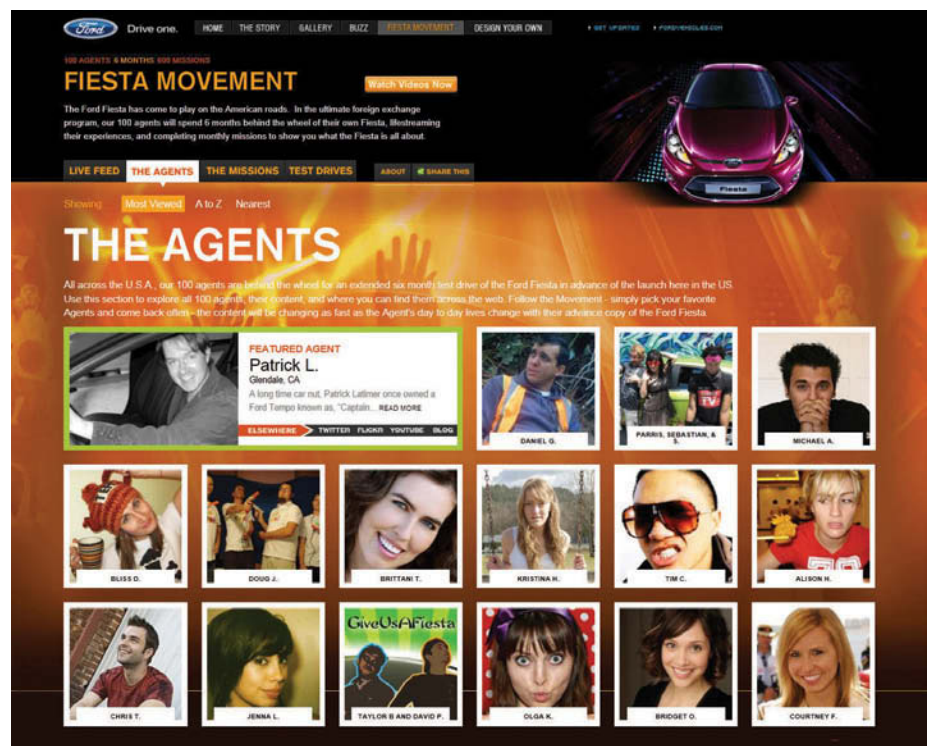 Ford
Drive one.
HOME THE STORY GALLERY BUZZ FIESTA MOVEMENT DESIGN YOUR OWN
GET UPDATES FORDVEHICLES.COM
100 AGENTS 6 MONTHS 600 MISSIONS
FIESTA MOVEMENT
Watch Videos Now
The Ford Fiesta has come to play on the American roads. In the ultimate foreign exchange
program, our 100 agents will spend 6 months behind the wheel of their own Fiesta, lifestreaming
their experiences, and completing monthly missions to show you what the Fiesta is all about.
Fiesta
LIVE FEED THE AGENTS THE MISSIONS TEST DRIVES ABOUT SHARE THIS
Showing Most Viewed A to Z Nearest
THE AGENTS
All across the U.S.A., our 100 agents are behind the wheel for an extended six month test drive of the Ford Fiesta in advance of the launch here in the US.
Use this section to explore all 100 agents, their content, and where you can find them across the web. Follow the Movement - simply pick your favorite
Agents and come back often - the content will be changing as fast as the Agent's day to day lives change with their advance copy of the Ford Fiesta
FEATURED AGENT
Patrick L.
Glendale, CA
A long time car nut, Patrick Latimer once owned a
Ford Tempo known as, "Captain... READ MORE
ELSEWHERE TWITTER FLICKR YOUTUBE BLOG
DANIEL G.
PARRIS, SEBASTIAN, &
S.
MICHAEL A.
BLISS D.
DOUG J.
BRITTANI T.
KRISTINA H.
TIM C.
ALISON H.
CHRIS T.
JENNA L.
GiveUsAFiesta
TAYLOR B AND DAVID P.
OLGA K.
BRIDGET O.
COURTNEY F.